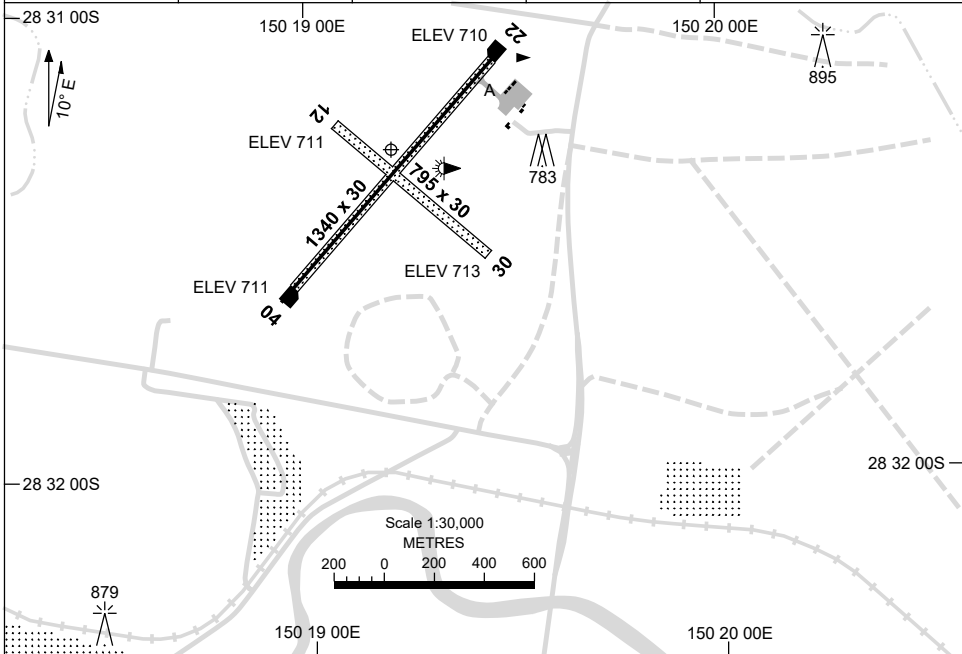 28 31 00S
150 19 00E
150 20 00E
ELEV 710
22
895
10° E
A
12
ELEV 711
783
795 x 30
1340 x 30
ELEV 713
30
ELEV 711
04
28 32 00S
28 32 00S
Scale 1:30,000
METRES
200 0 200 400 600
879
150 19 00E
150 20 00E